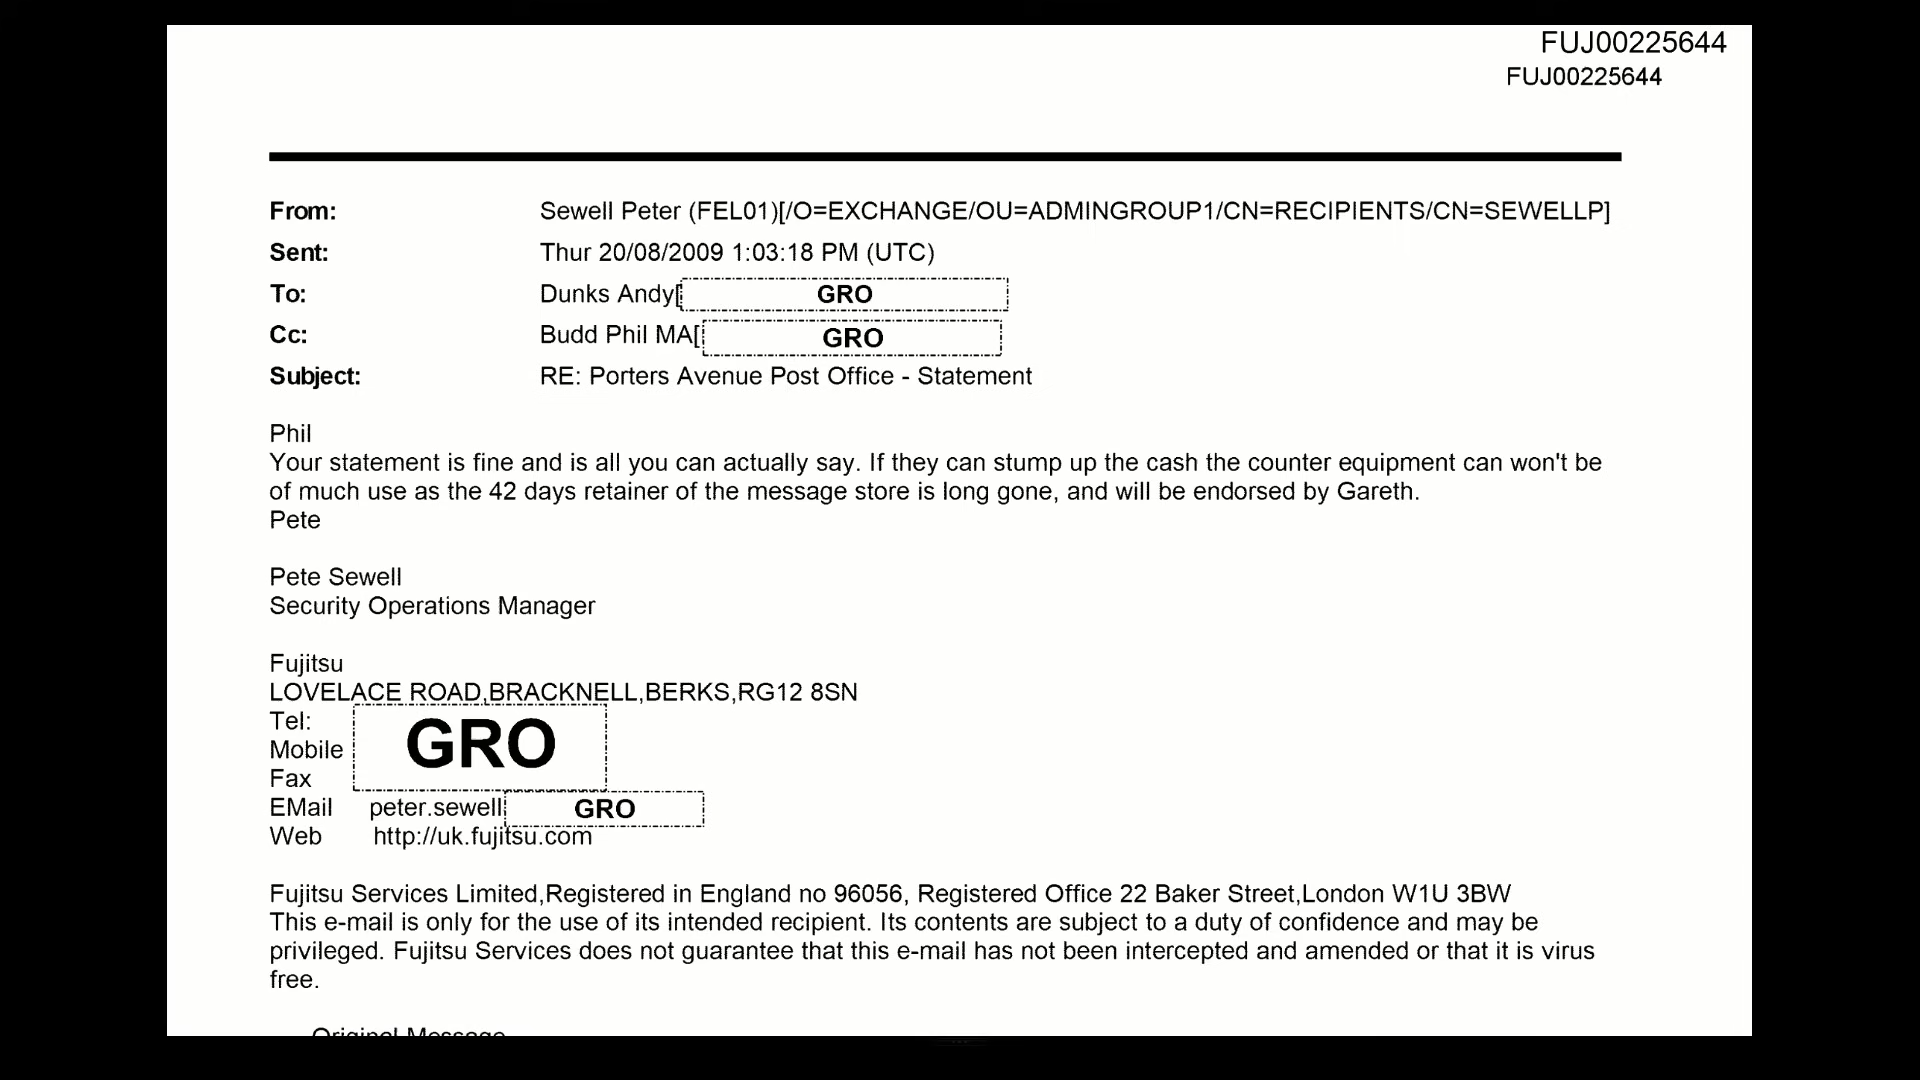 FUJ00225644
FUJ00225644
From: Sewell Peter (FEL01)[/O=EXCHANGE/OU=ADMINGROUP1/CN=RECIPIENTS/CN=SEWELLP]
Sent: Thur 20/08/2009 1:03:18 PM (UTC)
To: Dunks Andy[ GRO
Cc: Budd Phil MA[ GRO
Subject: RE: Porters Avenue Post Office - Statement
Phil
Your statement is fine and is all you can actually say. If they can stump up the cash the counter equipment can won't be
of much use as the 42 days retainer of the message store is long gone, and will be endorsed by Gareth.
Pete
Pete Sewell
Security Operations Manager
Fujitsu
LOVELACE ROAD,BRACKNELL,BERKS,RG12 8SN
Tel:
Mobile GRO
Fax
EMail peter.sewell GRO
Web http://uk.fujitsu.com
Fujitsu Services Limited,Registered in England no 96056, Registered Office 22 Baker Street,London W1U 3BW
This e-mail is only for the use of its intended recipient. Its contents are subject to a duty of confidence and may be
privileged. Fujitsu Services does not guarantee that this e-mail has not been intercepted and amended or that it is virus
free.
Original Message